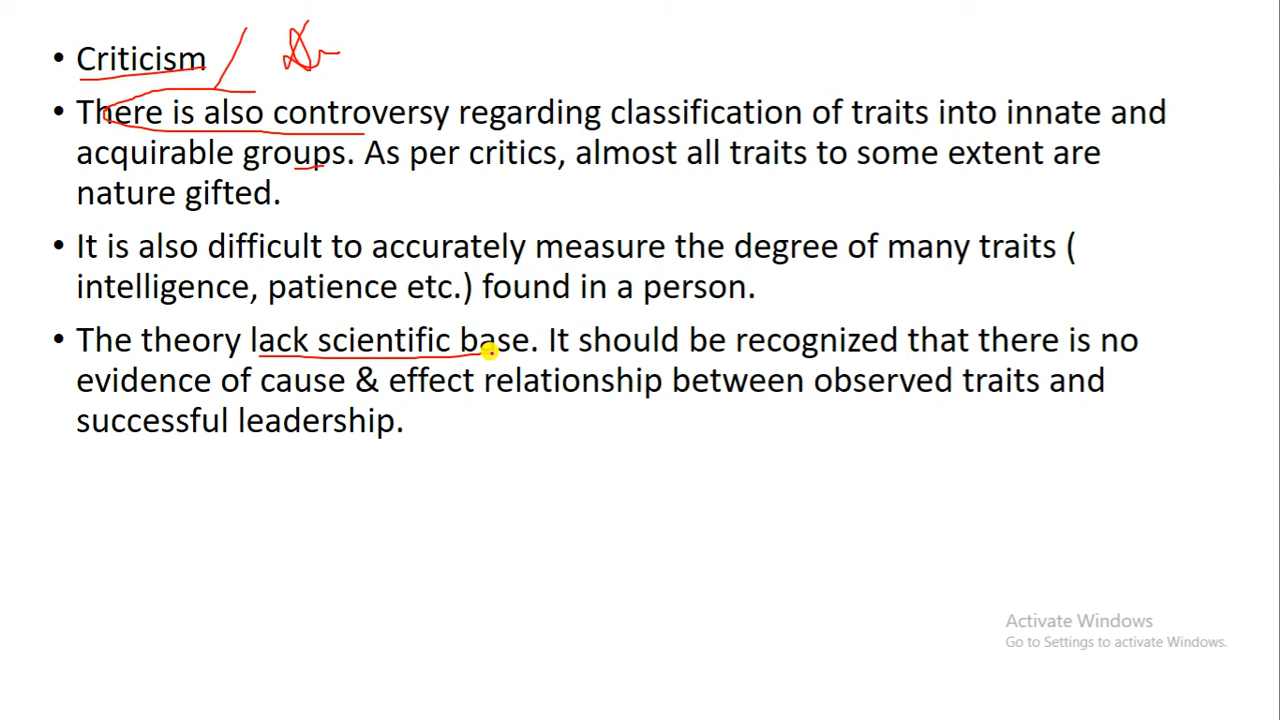 • Criticism
• There is also controversy regarding classification of traits into innate and
acquirable groups. As per critics, almost all traits to some extent are
nature gifted.
• It is also difficult to accurately measure the degree of many traits (
intelligence, patience etc.) found in a person.
• The theory lack scientific base. It should be recognized that there is no
evidence of cause & effect relationship between observed traits and
successful leadership.
Activate Windows
Go to Settings to activate Windows.